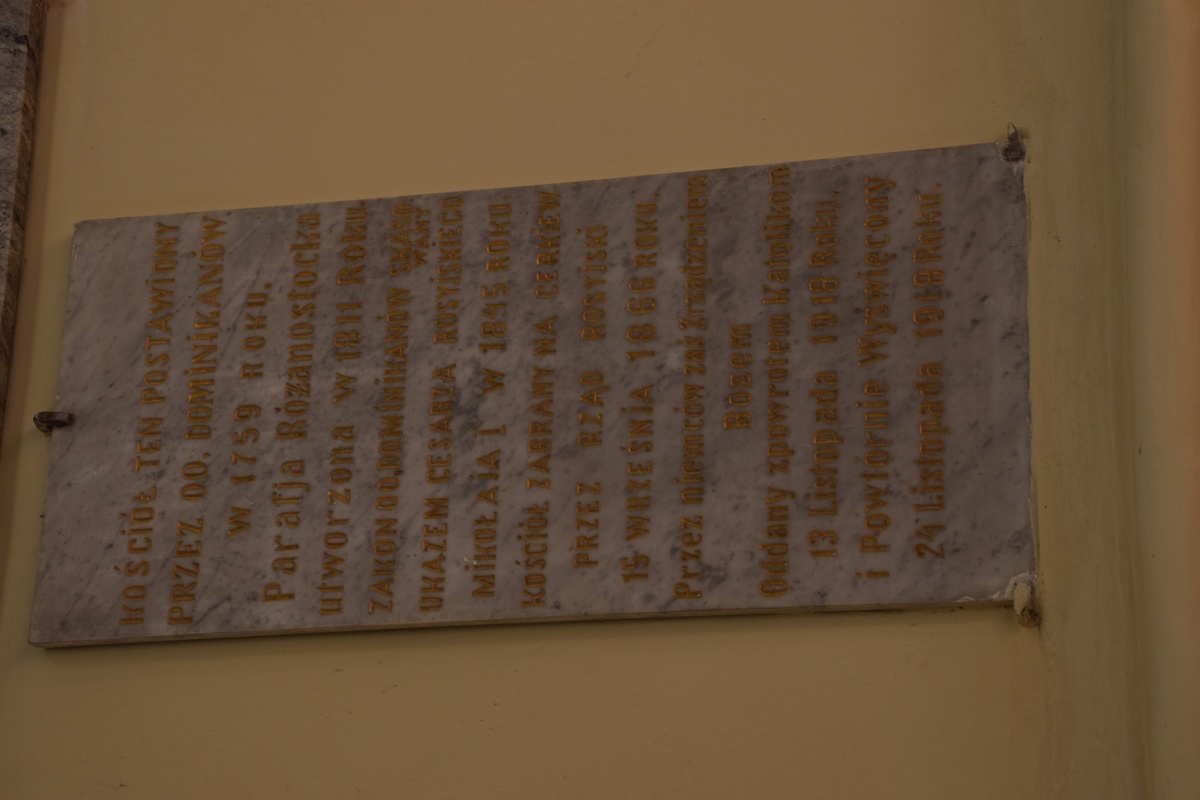 KOŚCIÓŁ TEN POSTAWIONY
PRZEZ OO. DOMINIKANÓW
W 1759 ROKU.
Parafja Różanostocka
utworzona w 1811 Roku.
ZAKON OO. DOMINIKANÓW SKASO
WANY
UKAZEM CESARZA ROSYJSKIEGO
MIKOŁAJA I W 1845 ROKU.
KOŚCIÓŁ ZABRANY NA CERKIEW
PRZEZ RZĄD ROSYJSKI
15 WRZEŚNIA 1866 ROKU.
Przez niemców zaś Zrządzeniem
Bożem
Oddany zpowrotem Katolikom
13 Listopada 1918 Roku.
i Powtórnie Wyświęcony
24 Listopada 1918 Roku.